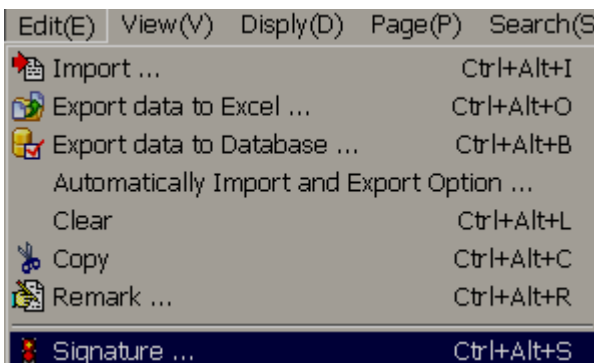 Edit(E) View(V) Disply(D) Page(P) Search(S
Import ... Ctrl+Alt+I
Export data to Excel ... Ctrl+Alt+O
Export data to Database ... Ctrl+Alt+B
Automatically Import and Export Option ...
Clear Ctrl+Alt+L
Copy Ctrl+Alt+C
Remark ... Ctrl+Alt+R
Signature ... Ctrl+Alt+S